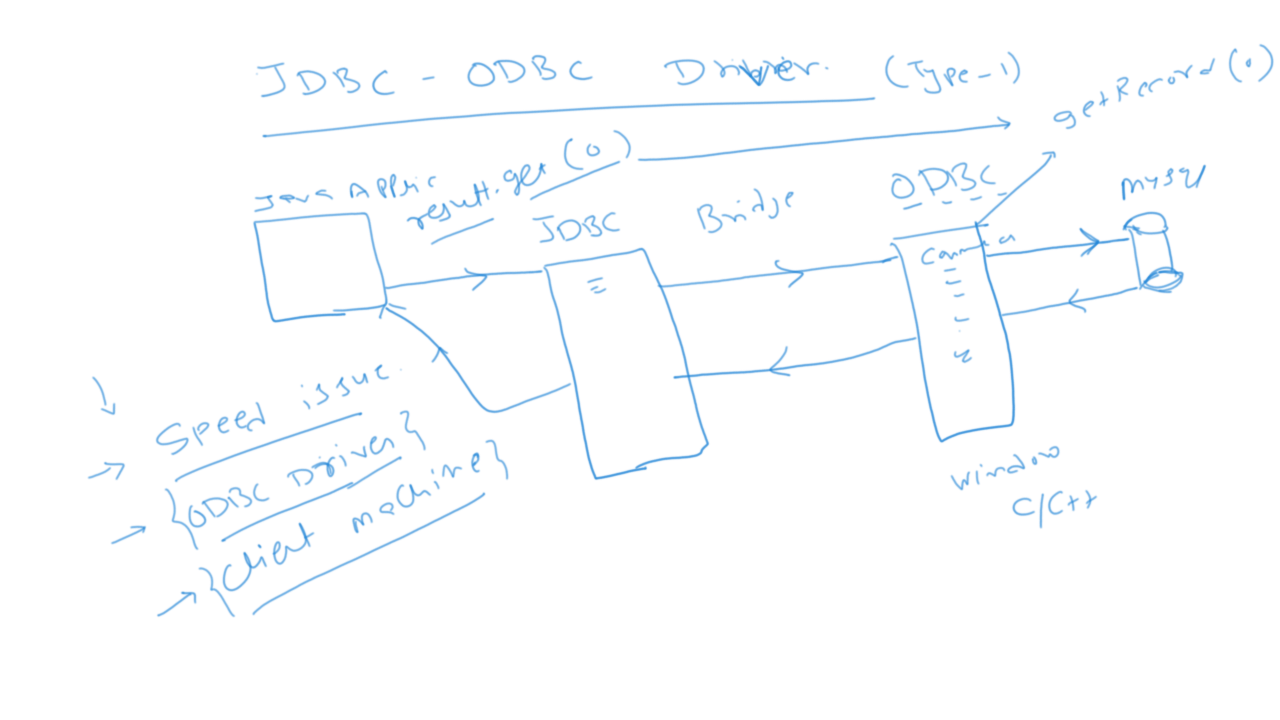 JDBC - ODBC Driver. (Type-1)
getRecord(0)
Java Applic
result.get(0)
JDBC
Bridge
ODBC
mysql
Speed issue.
{ODBC Driver}
{Client machine}
window
C/C++